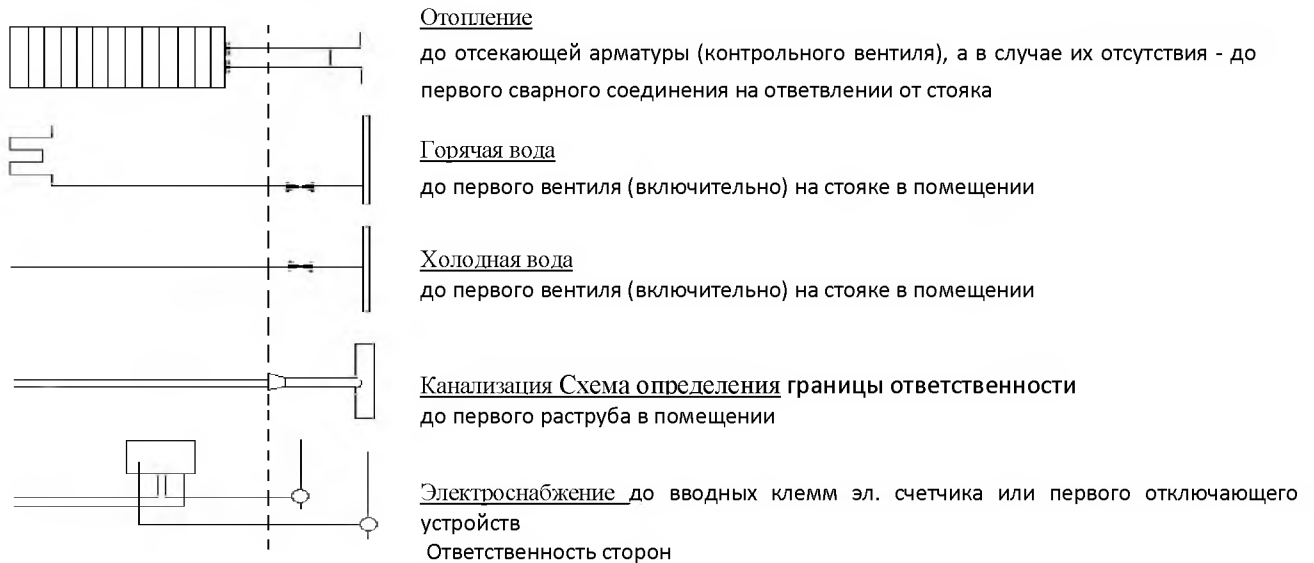 Отопление
до отсекающей арматуры (контрольного вентиля), а в случае их отсутствия - до
первого сварного соединения на ответвлении от стояка
Горячая вода
до первого вентиля (включительно) на стояке в помещении
Холодная вода
до первого вентиля (включительно) на стояке в помещении
Канализация Схема определения границы ответственности
до первого раструба в помещении
Электроснабжение до вводных клемм эл. счетчика или первого отключающего
устройств
Ответственность сторон